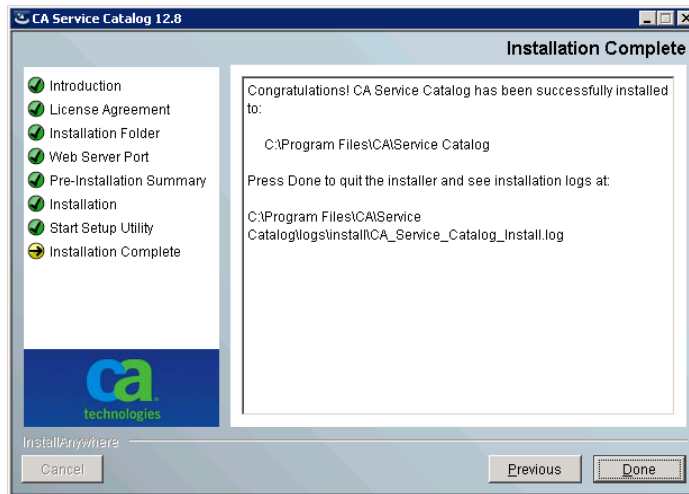 CA Service Catalog 12.8
Installation Complete
Introduction
License Agreement
Installation Folder
Web Server Port
Pre-Installation Summary
Installation
Start Setup Utility
Installation Complete
Congratulations! CA Service Catalog has been successfully installed
to:
C:\Program Files\CA\Service Catalog
Press Done to quit the installer and see installation logs at:
C:\Program Files\CA\Service
Catalog\logs\install\CA_Service_Catalog_Install.log
ca
technologies
InstallAnywhere
Cancel
Previous
Done